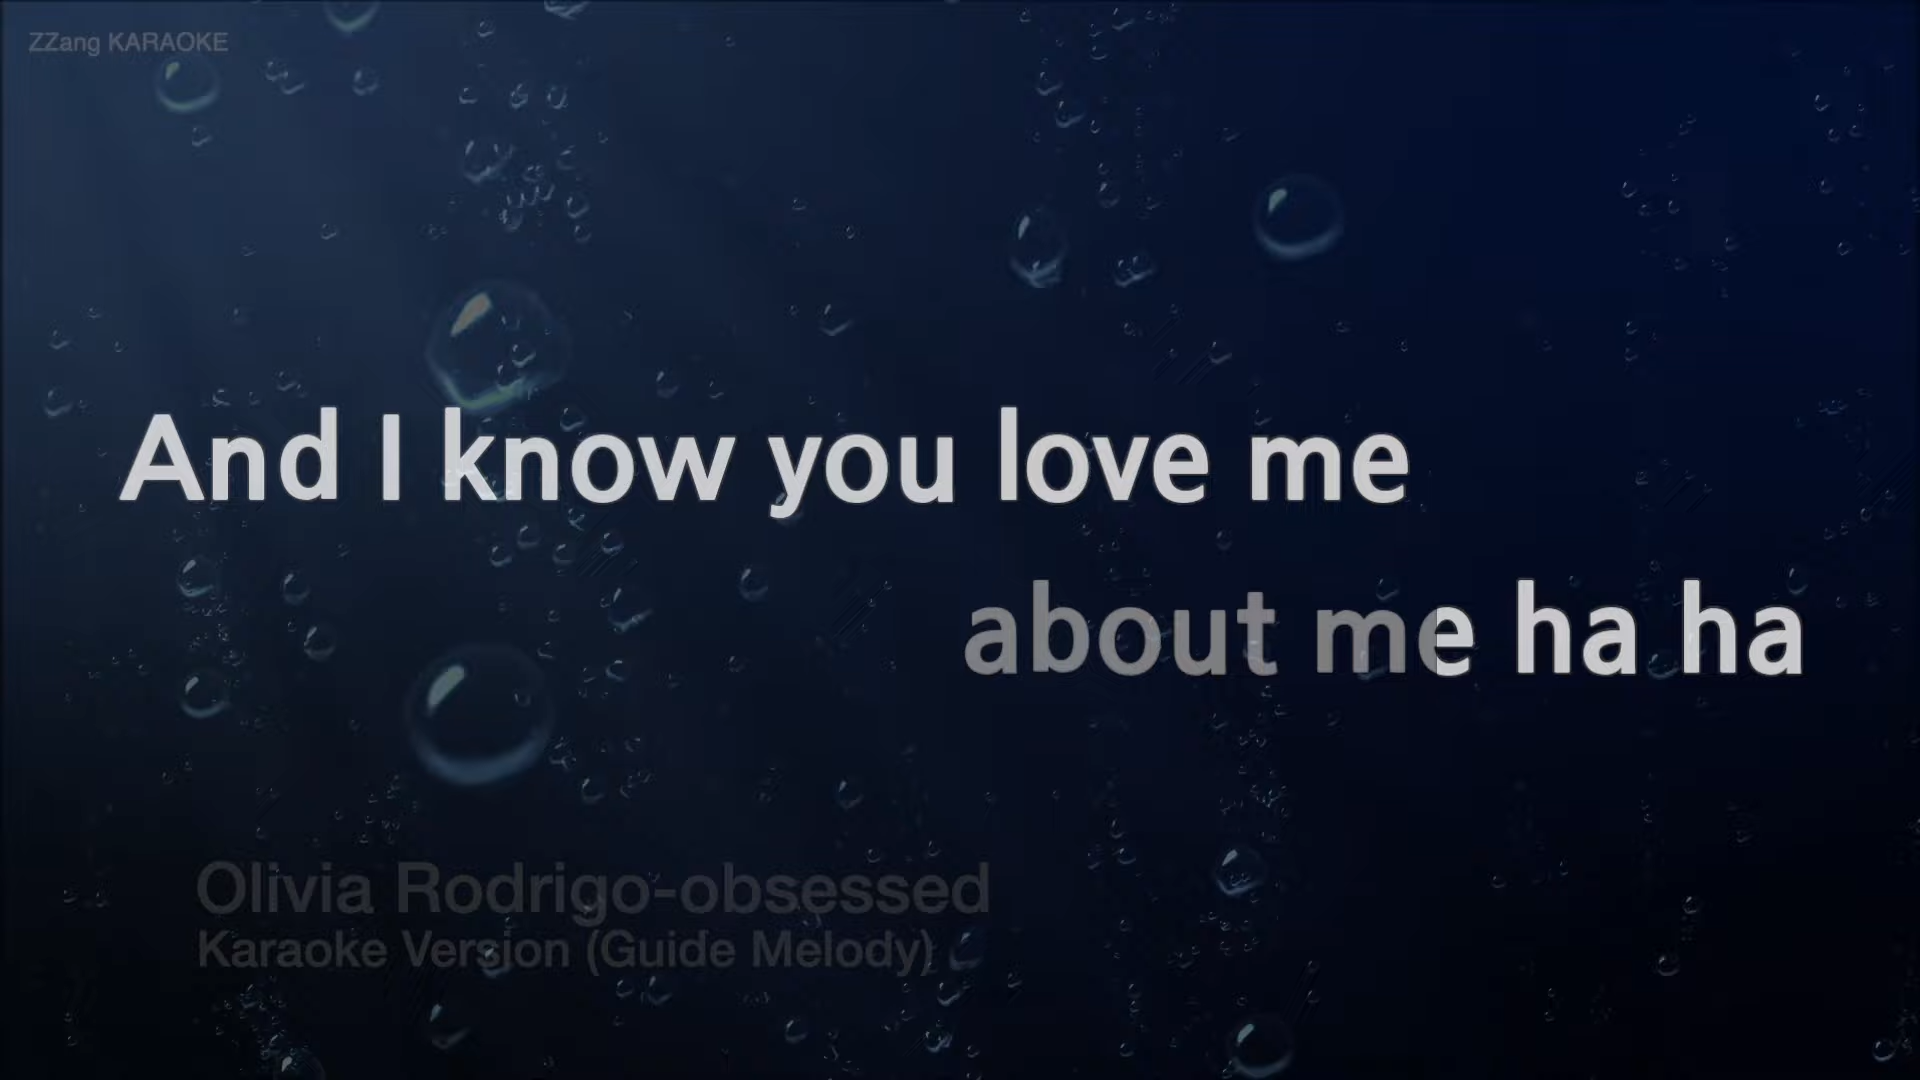 ZZang KARAOKE
And I know you love me
about me ha ha
Olivia Rodrigo-obsessed
Karaoke Version (Guide Melody)